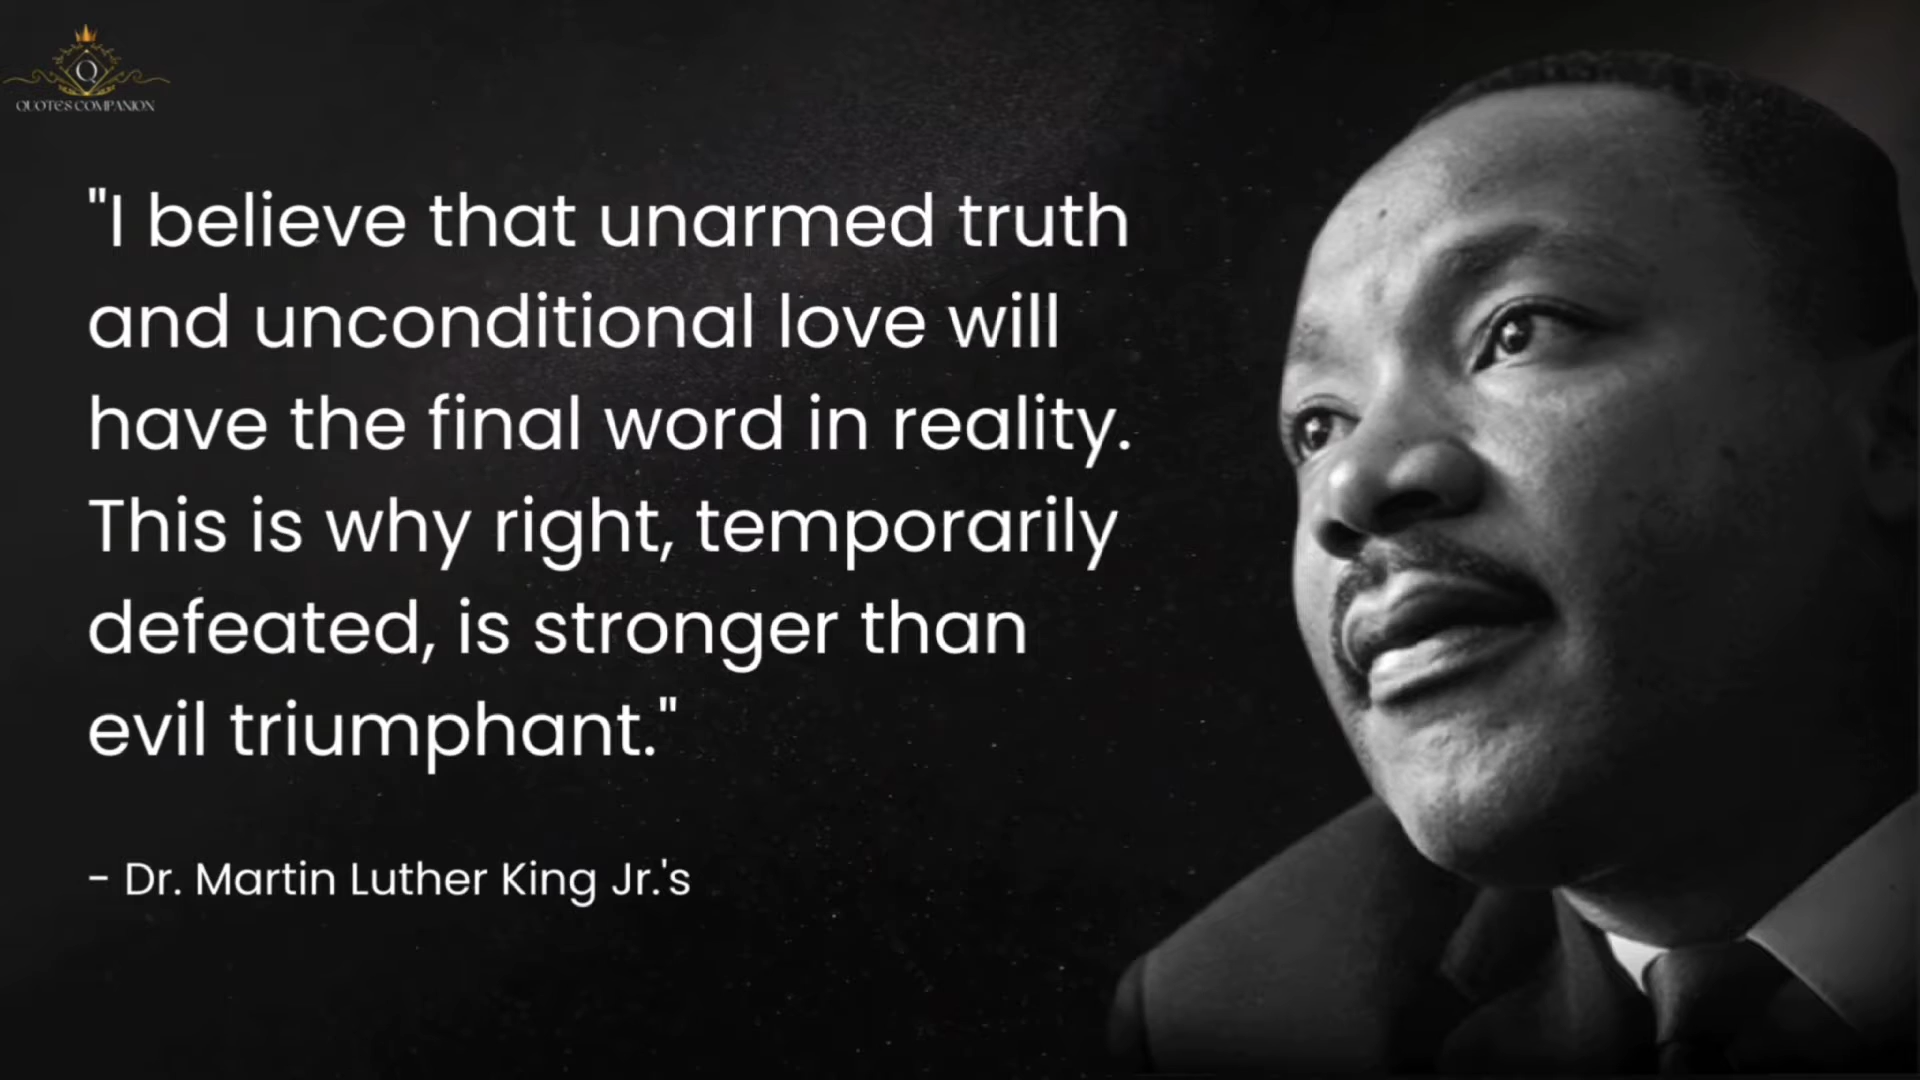 Q
QUOTES COMPANION
"I believe that unarmed truth
and unconditional love will
have the final word in reality.
This is why right, temporarily
defeated, is stronger than
evil triumphant."
- Dr. Martin Luther King Jr.'s